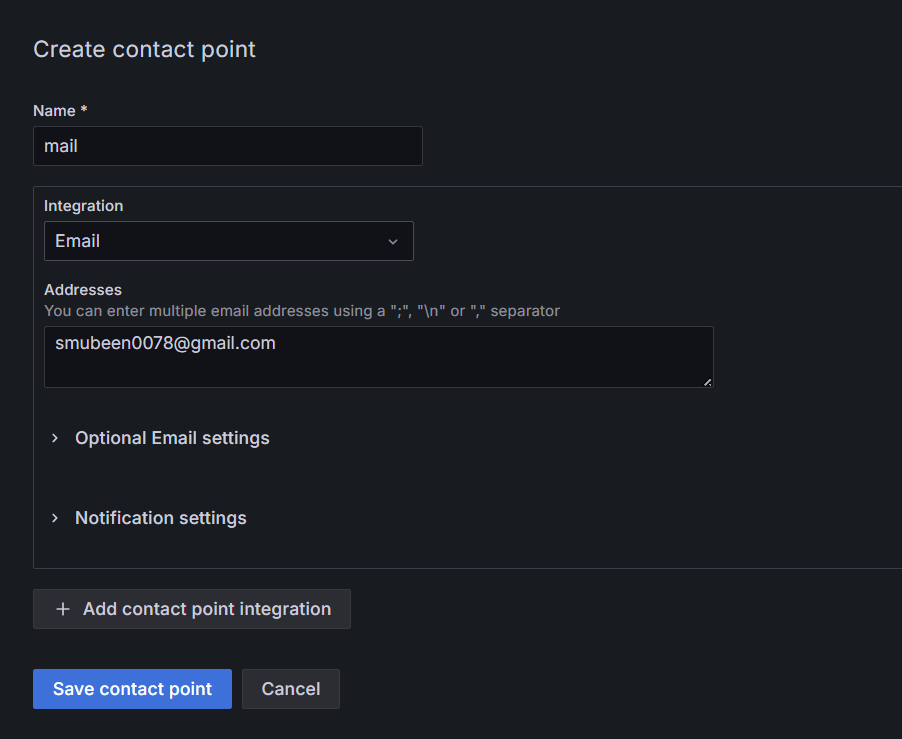 Create contact point
Name *
mail
Integration
Email
Addresses
You can enter multiple email addresses using a ";", "\n" or "," separator
smubeen0078@gmail.com
Optional Email settings
Notification settings
Add contact point integration
Save contact point
Cancel